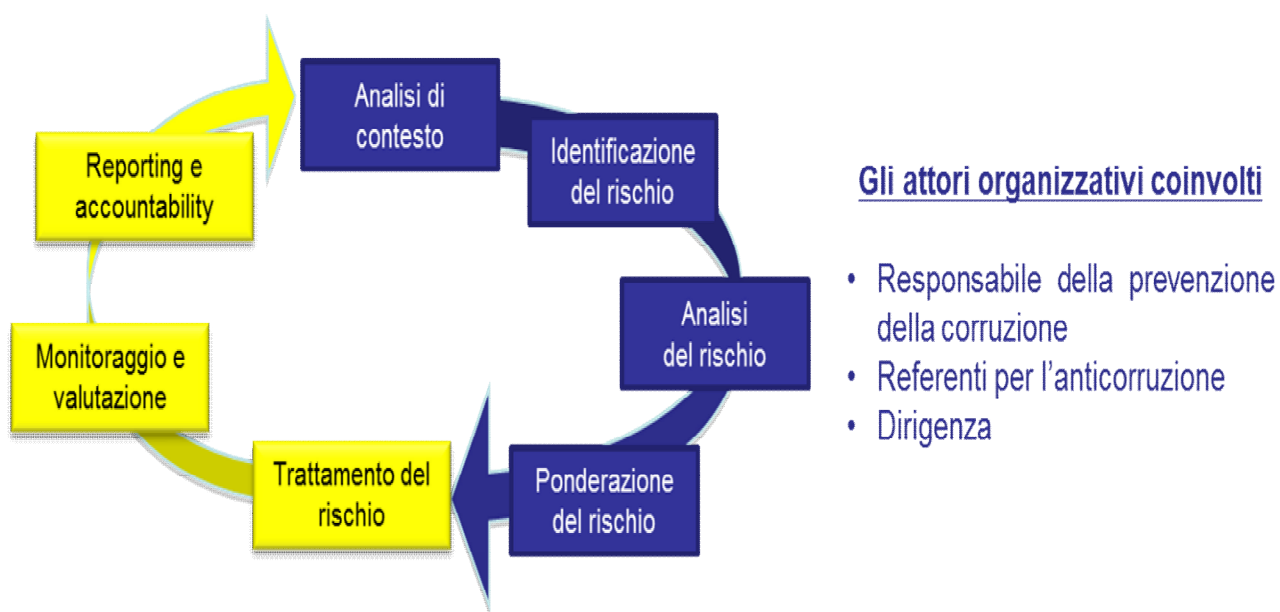 Analisi di
contesto
Identificazione
del rischio
Analisi
del rischio
Ponderazione
del rischio
Trattamento del
rischio
Monitoraggio e
valutazione
Reporting e
accountability
Gli attori organizzativi coinvolti
• Responsabile della prevenzione
della corruzione
• Referenti per l'anticorruzione
• Dirigenza